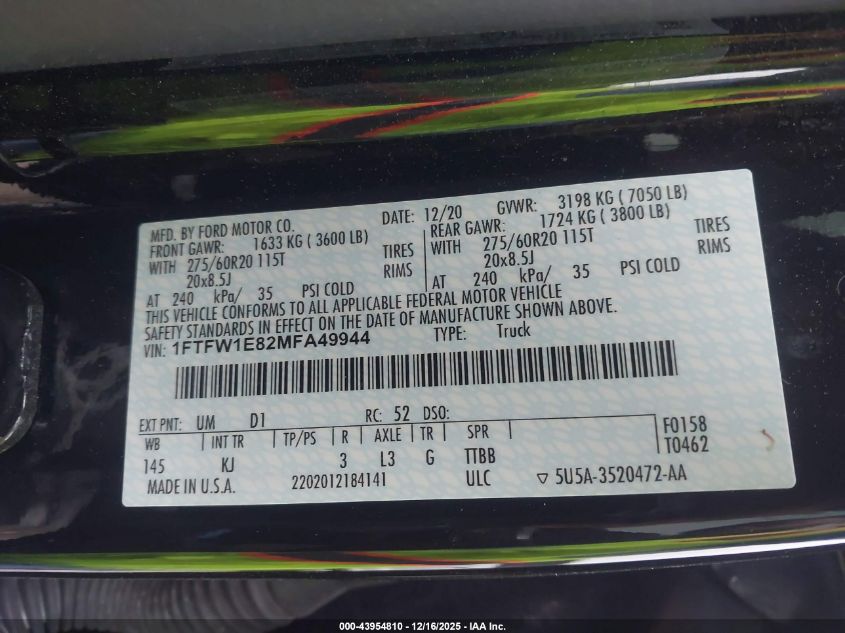 MFD. BY FORD MOTOR CO. DATE: 12/20 GVWR: 3198 KG ( 7050 LB)
FRONT GAWR: 1633 KG ( 3600 LB) REAR GAWR: 1724 KG ( 3800 LB)
WITH 275/60R20 115T TIRES WITH 275/60R20 115T TIRES
20x8.5J RIMS 20x8.5J RIMS
AT 240 kPa/ 35 PSI COLD AT 240 kPa/ 35 PSI COLD
THIS VEHICLE CONFORMS TO ALL APPLICABLE FEDERAL MOTOR VEHICLE
SAFETY STANDARDS IN EFFECT ON THE DATE OF MANUFACTURE SHOWN ABOVE.
VIN: 1FTFW1E82MFA49944 TYPE: Truck
EXT PNT: UM D1 RC: 52 DSO: F0158
WB INT TR TP/PS R AXLE TR SPR T0462
145 KJ 3 L3 G TTBB
MADE IN U.S.A. 2202012184141 ULC ▽ 5U5A-3520472-AA
000-43954810 - 12/16/2025 - IAA Inc.